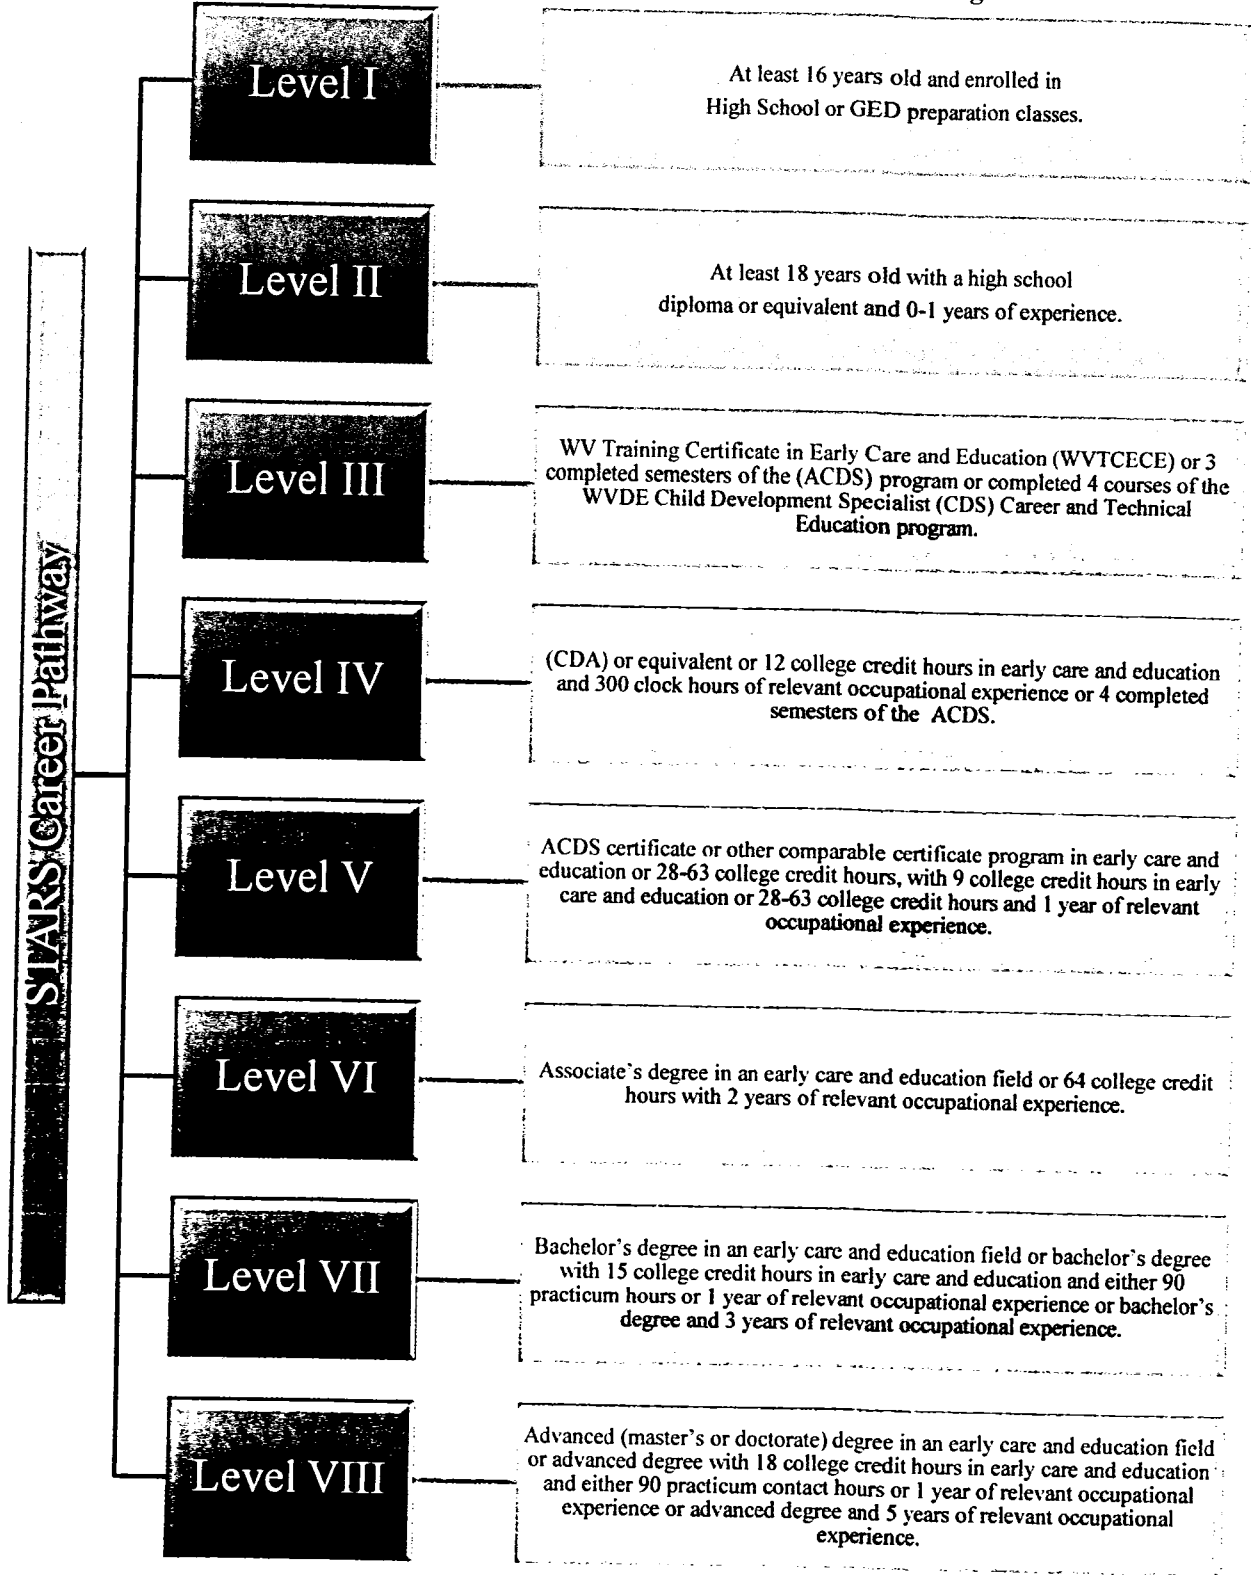 STARS Career Pathway
Level I
At least 16 years old and enrolled in
High School or GED preparation classes.
Level II
At least 18 years old with a high school
diploma or equivalent and 0-1 years of experience.
Level III
WV Training Certificate in Early Care and Education (WVTCECE) or 3
completed semesters of the (ACDS) program or completed 4 courses of the
WVDE Child Development Specialist (CDS) Career and Technical
Education program.
Level IV
(CDA) or equivalent or 12 college credit hours in early care and education
and 300 clock hours of relevant occupational experience or 4 completed
semesters of the ACDS.
Level V
ACDS certificate or other comparable certificate program in early care and
education or 28-63 college credit hours, with 9 college credit hours in early
care and education or 28-63 college credit hours and 1 year of relevant
occupational experience.
Level VI
Associate's degree in an early care and education field or 64 college credit
hours with 2 years of relevant occupational experience.
Level VII
Bachelor's degree in an early care and education field or bachelor's degree
with 15 college credit hours in early care and education and either 90
practicum hours or 1 year of relevant occupational experience or bachelor's
degree and 3 years of relevant occupational experience.
Level VIII
Advanced (master's or doctorate) degree in an early care and education field
or advanced degree with 18 college credit hours in early care and education
and either 90 practicum contact hours or 1 year of relevant occupational
experience or advanced degree and 5 years of relevant occupational
experience.